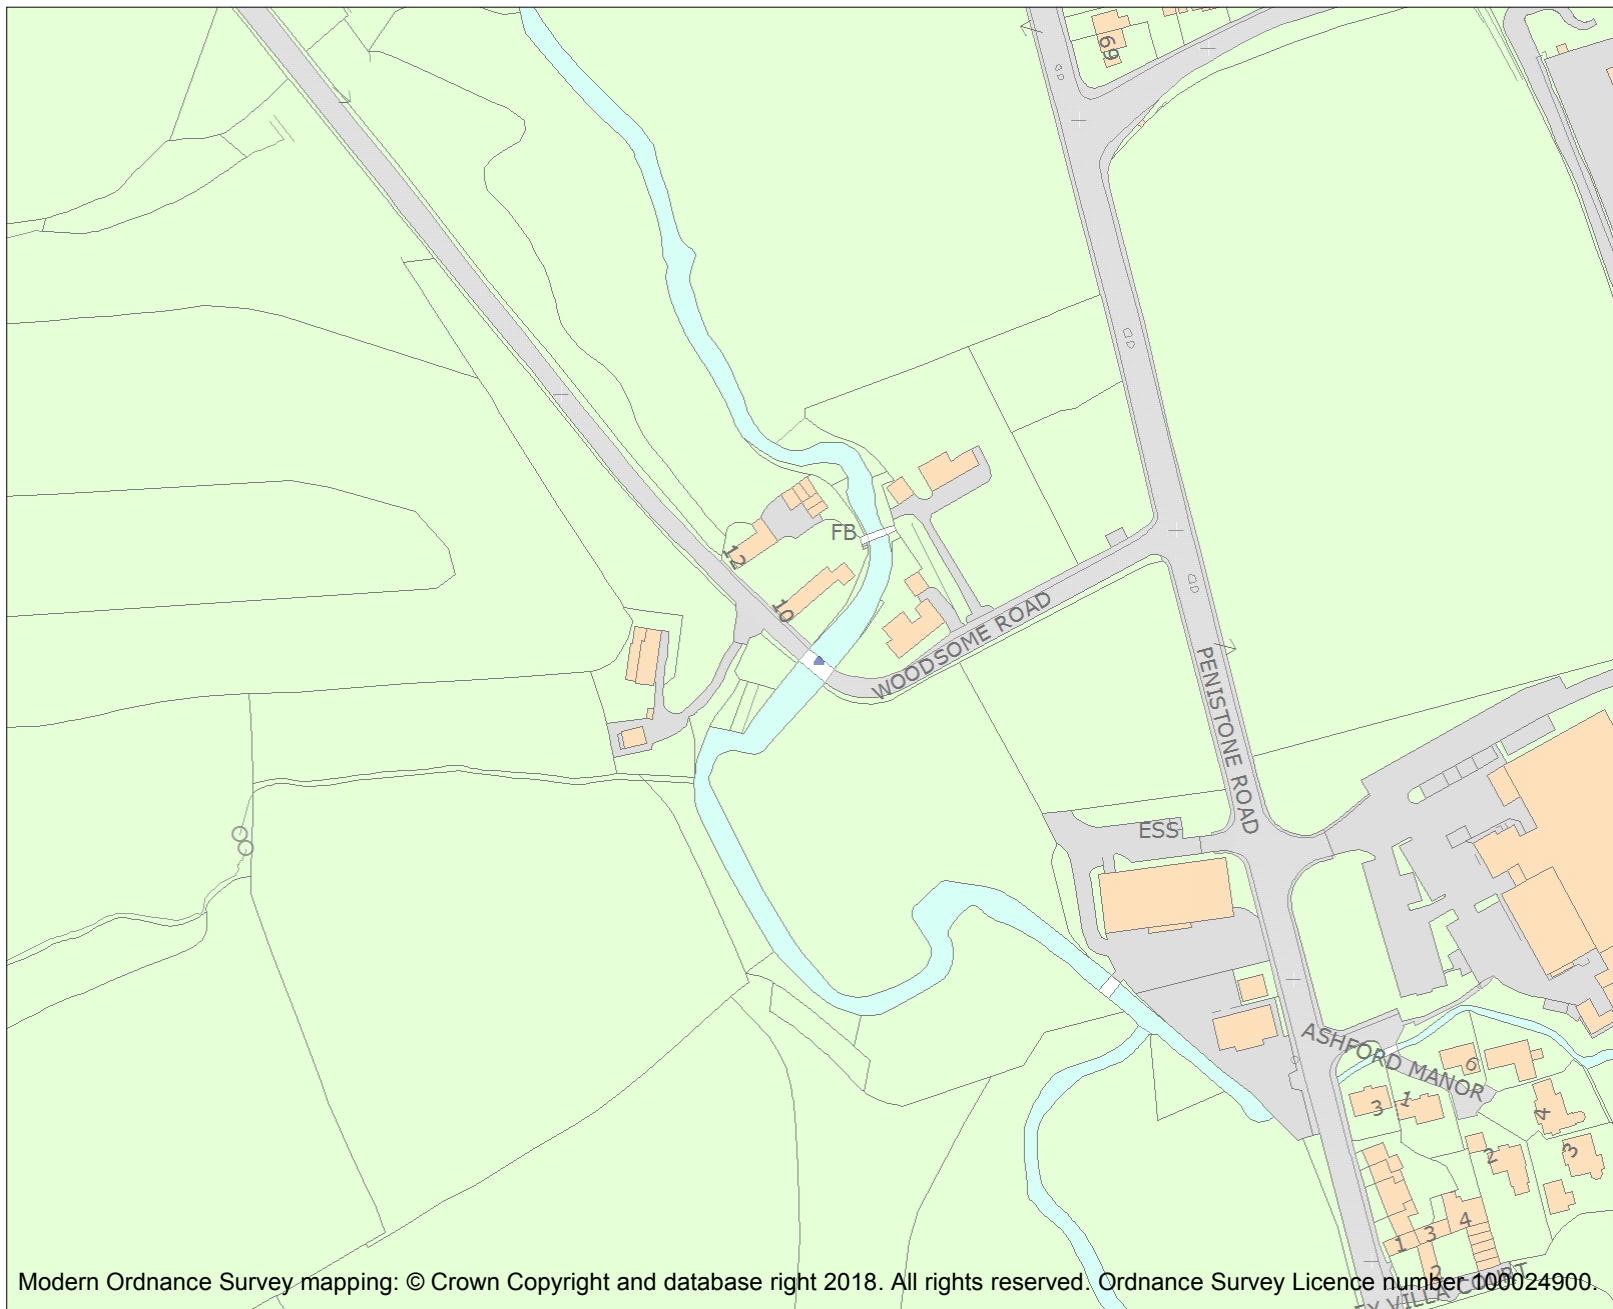 69
FB
12
10
WOODSOME ROAD
PENISTONE ROAD
ESS
ASHFORD MANOR
6
3
1
4
2
3
4
3
1
2
VILLA COURT
Modern Ordnance Survey mapping: © Crown Copyright and database right 2018. All rights reserved. Ordnance Survey Licence number 100024900.